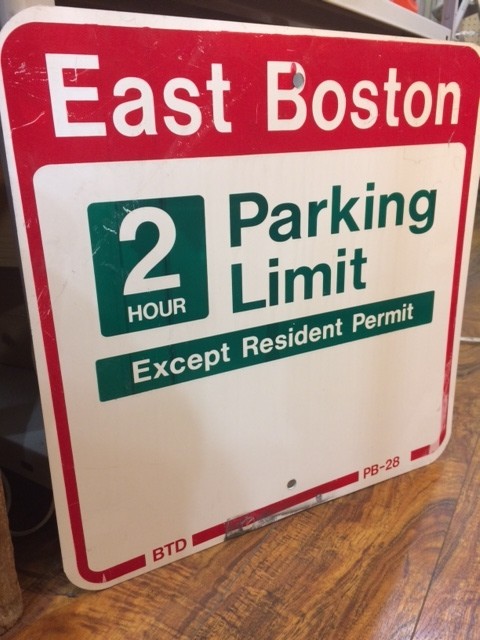 East Boston
2
HOUR
Parking
Limit
Except Resident Permit
BTD
PB-28